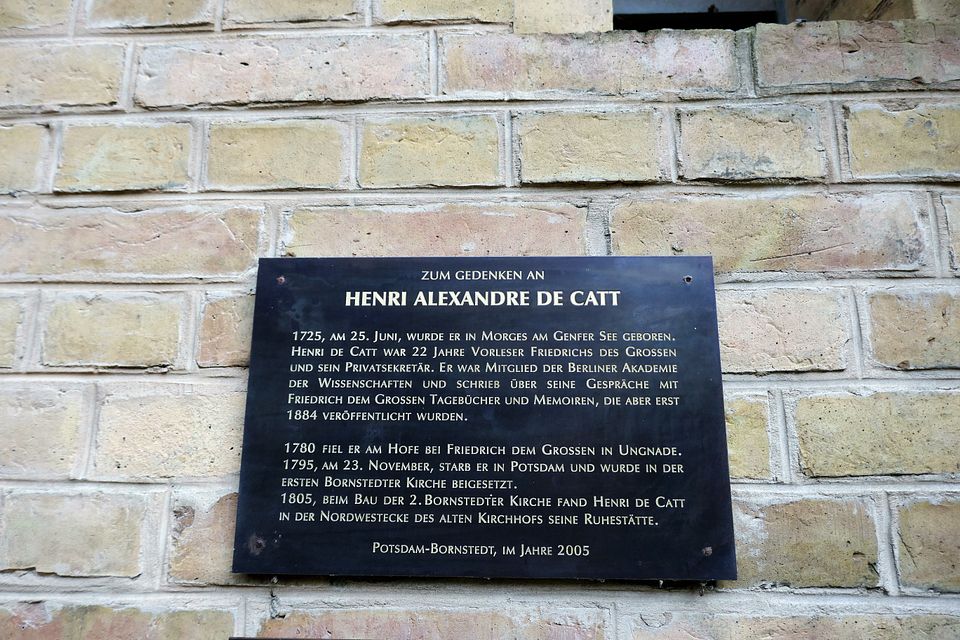 ZUM GEDENKEN AN
HENRI ALEXANDRE DE CATT
1725, AM 25. JUNI, WURDE ER IN MORGES AM GENFER SEE GEBOREN.
HENRI DE CATT WAR 22 JAHRE VORLESER FRIEDRICHS DES GROSSEN
UND SEIN PRIVATSEKRETÄR. ER WAR MITGLIED DER BERLINER AKADEMIE
DER WISSENSCHAFTEN UND SCHRIEB ÜBER SEINE GESPRÄCHE MIT
FRIEDRICH DEM GROSSEN TAGEBÜCHER UND MEMOIREN, DIE ABER ERST
1884 VERÖFFENTLICHT WURDEN.
1780 FIEL ER AM HOFE BEI FRIEDRICH DEM GROSSEN IN UNGNADE.
1795, AM 23. NOVEMBER, STARB ER IN POTSDAM UND WURDE IN DER
ERSTEN BORNSTEDTER KIRCHE BEIGESETZT.
1805, BEIM BAU DER 2. BORNSTEDTER KIRCHE FAND HENRI DE CATT
IN DER NORDWESTECKE DES ALTEN KIRCHHOFS SEINE RUHESTÄTTE.
POTSDAM-BORNSTEDT, IM JAHRE 2005